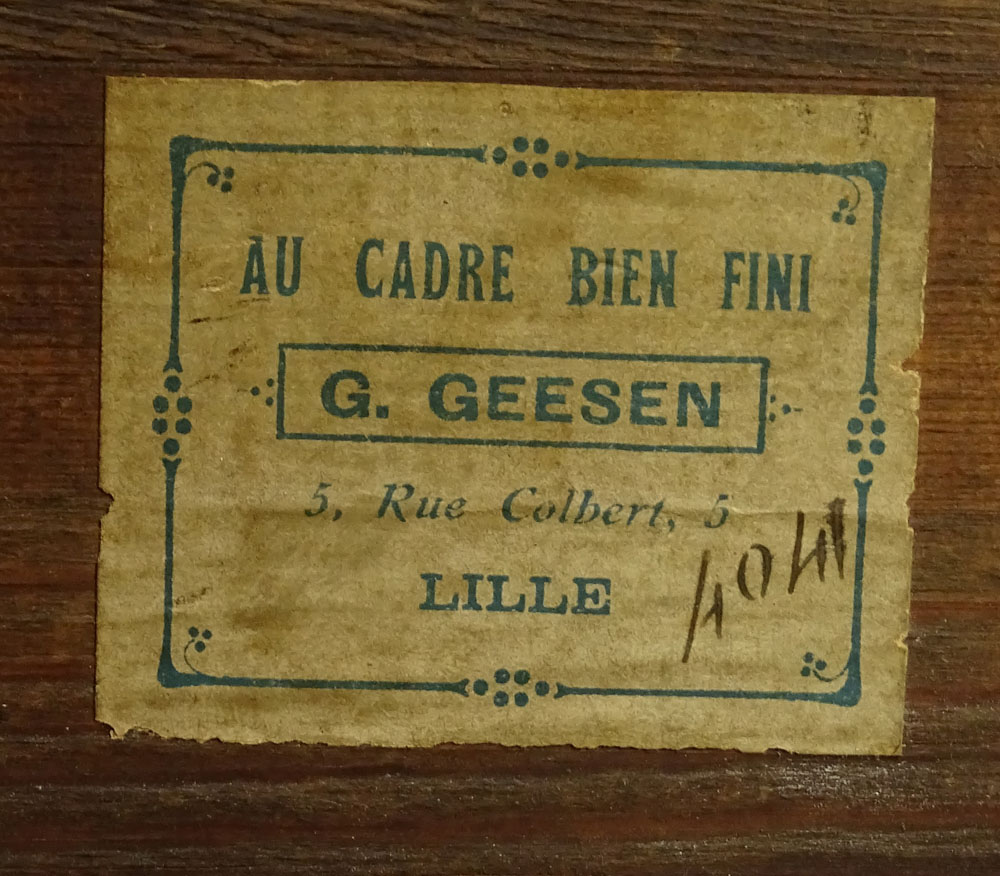 AU CADRE BIEN FINI
G. GEESEN
5, Rue Colbert, 5
LILLE